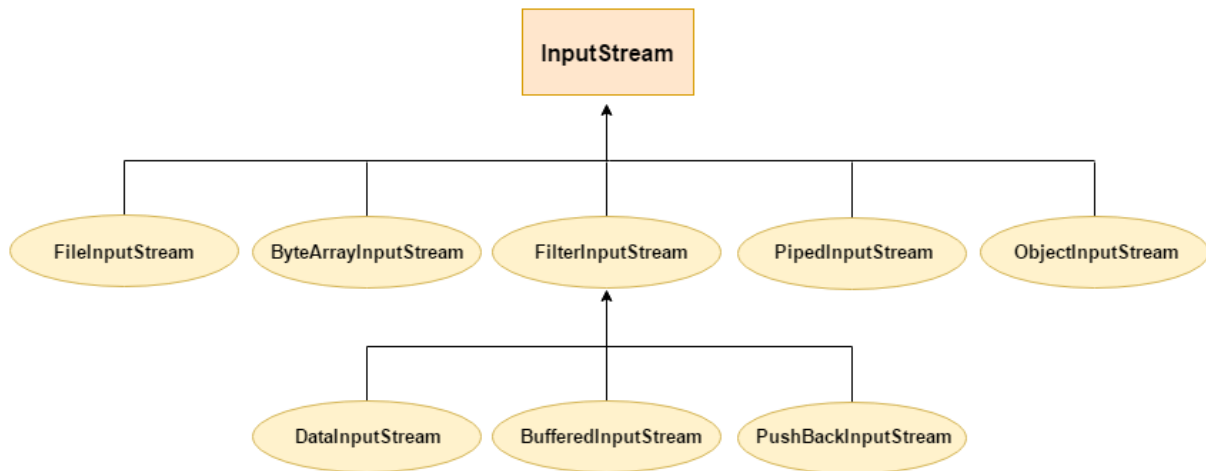 InputStream
FileInputStream
ByteArrayInputStream
FilterInputStream
PipedInputStream
ObjectInputStream
DataInputStream
BufferedInputStream
PushBackInputStream